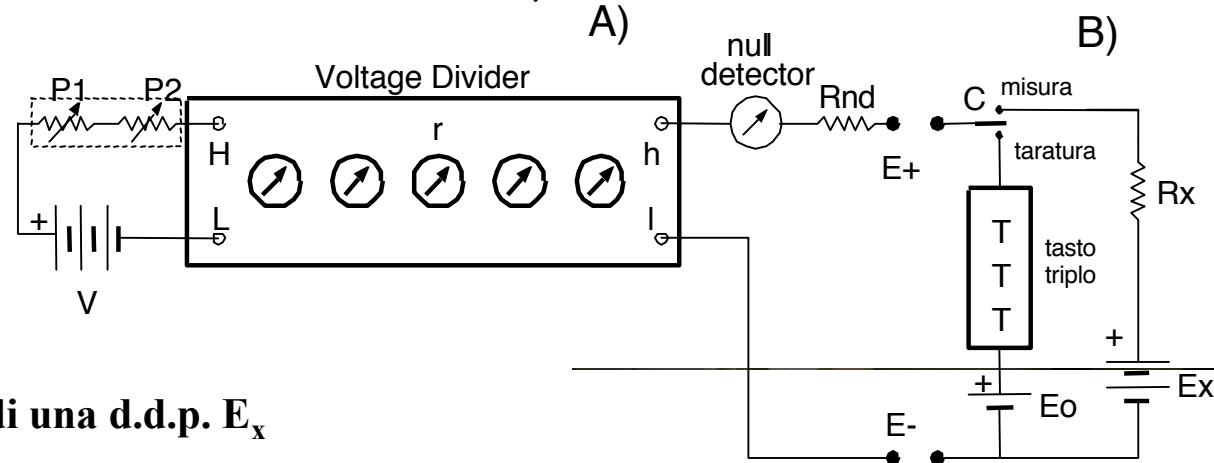 A)
B)
null
detector
Voltage Divider
P1
P2
Rnd
C
misura
H
r
h
taratura
E+
Rx
+
L
l
T
T
T
tasto
triplo
V
+
+
Eo
Ex
di una d.d.p. Ex
E-